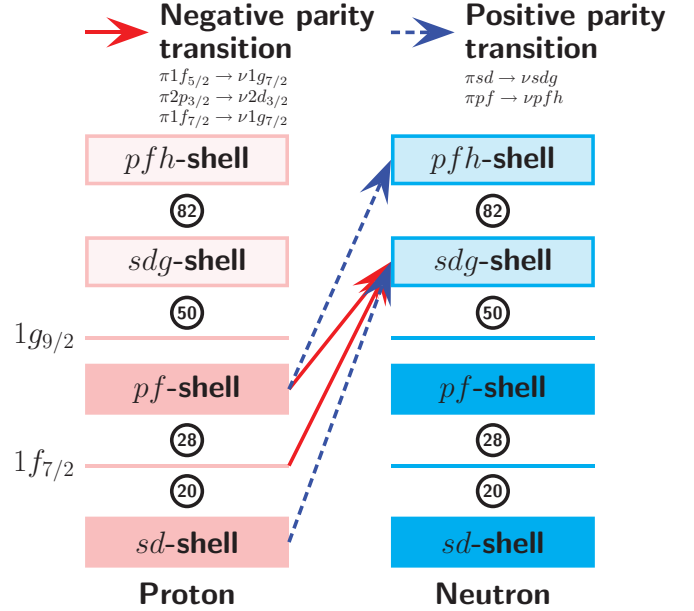 Negative parity
transition
π1f5/2 → ν1g7/2
π2p3/2 → ν2d3/2
π1f7/2 → ν1g7/2
Positive parity
transition
πsd → νsdg
πpf → νpfh
pfh-shell
pfh-shell
82
82
sdg-shell
sdg-shell
50
50
1g9/2
pf-shell
pf-shell
28
28
1f7/2
20
20
sd-shell
sd-shell
Proton
Neutron